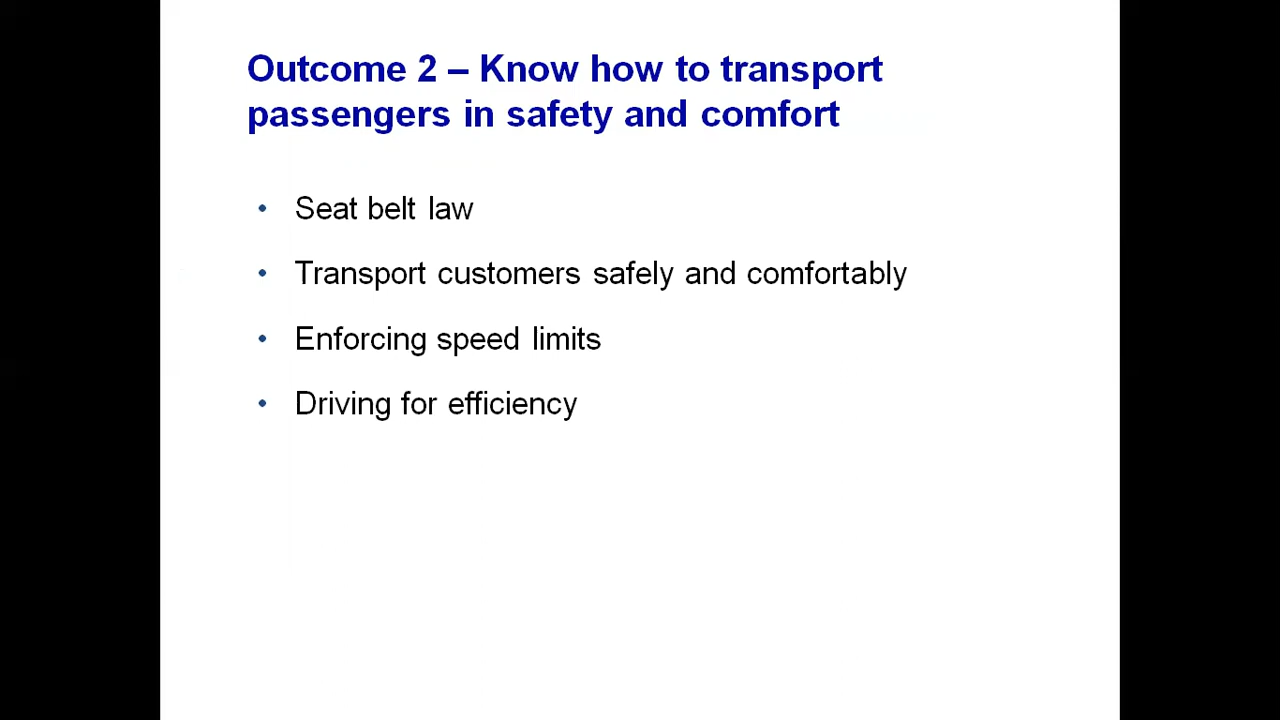 Outcome 2 – Know how to transport
passengers in safety and comfort
• Seat belt law
• Transport customers safely and comfortably
• Enforcing speed limits
• Driving for efficiency